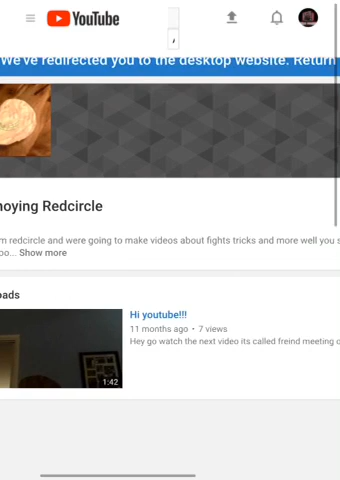 YouTube
We've redirected you to the desktop website. Return
noying Redcircle
m redcircle and were going to make videos about fights tricks and more well you s
oo... Show more
oads
Hi youtube!!!
11 months ago • 7 views
Hey go watch the next video its called freind meeting o
1:42